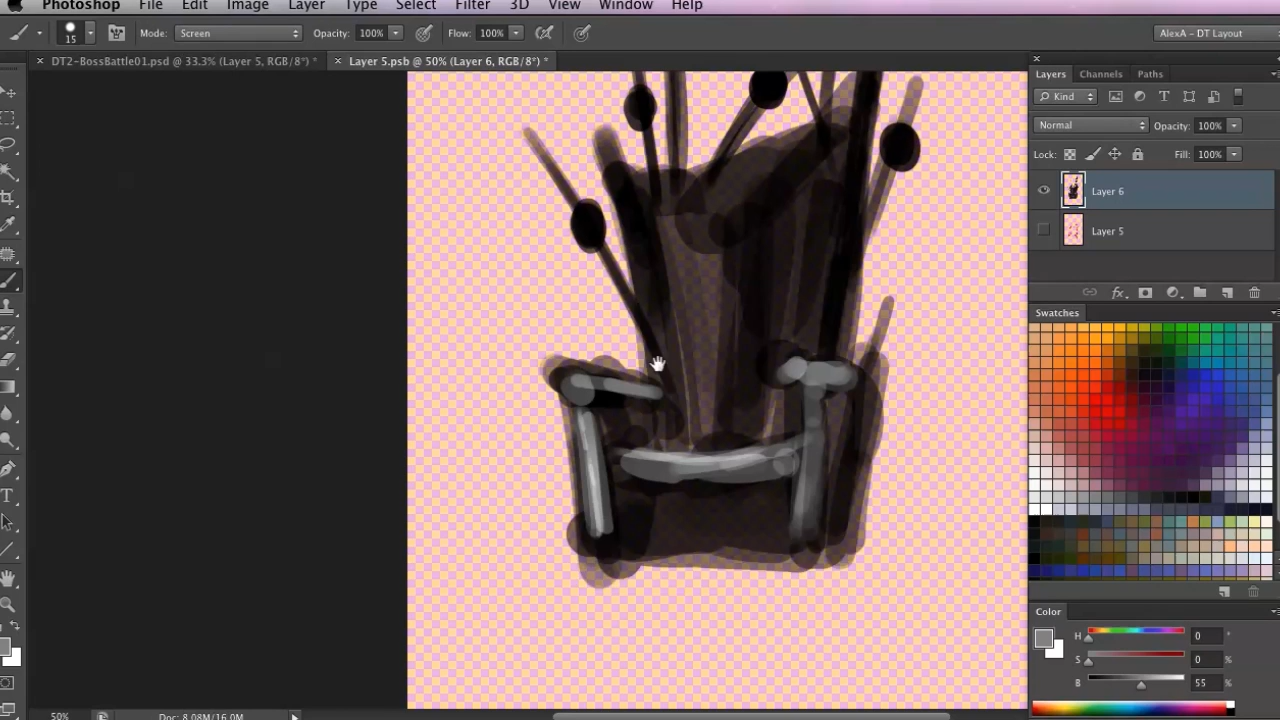 Photoshop File Edit Image Layer Type Select Filter 3D View Window Help
15 Mode: Screen Opacity: 100% Flow: 100% AlexA - DT Layout
× DT2-BossBattle01.psd @ 33.3% (Layer 5, RGB/8*) * × Layer 5.psb @ 50% (Layer 6, RGB/8*) *
Layers Channels Paths
Kind
Normal Opacity: 100%
Lock: Fill: 100%
Layer 6
Layer 5
fx
Swatches
Color
H 0 °
S 0 %
B 55 %
50% Doc: 8.08M/16.0M